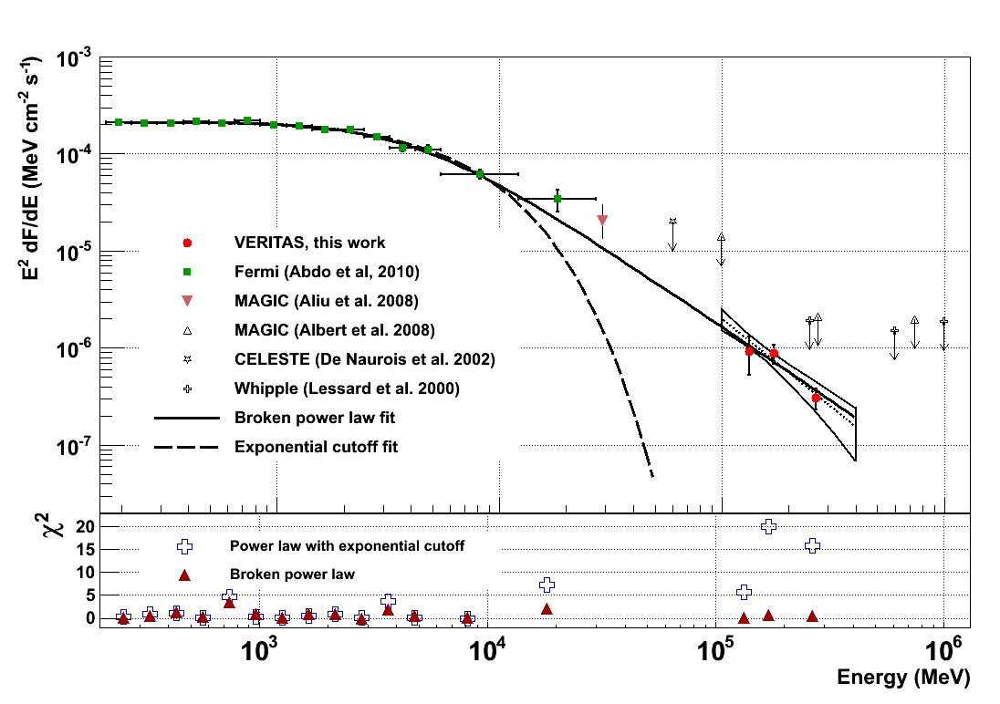 E² dF/dE (MeV cm⁻² s⁻¹)
10⁻³
10⁻⁴
10⁻⁵
10⁻⁶
10⁻⁷
VERITAS, this work
Fermi (Abdo et al, 2010)
MAGIC (Aliu et al. 2008)
MAGIC (Albert et al. 2008)
CELESTE (De Naurois et al. 2002)
Whipple (Lessard et al. 2000)
Broken power law fit
Exponential cutoff fit
χ²
20
15
10
5
0
Power law with exponential cutoff
Broken power law
10³ 10⁴ 10⁵ 10⁶
Energy (MeV)